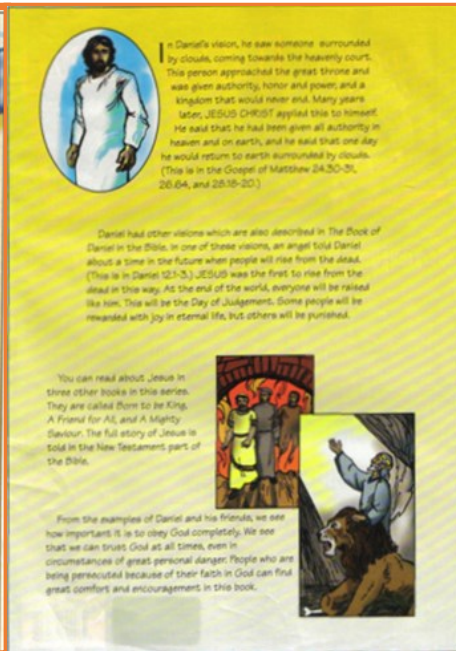 In Daniel's vision, he saw someone surrounded
by clouds, coming towards the heavenly court.
This person approached the great throne and
was given authority, honor and power, and a
kingdom that would never end. Many years
later, JESUS CHRIST applied this to himself.
He said that he had been given all authority in
heaven and on earth, and he said that one day
he would return to earth surrounded by clouds.
(This is in the Gospel of Matthew 24.30-31,
26.64, and 28.18-20.)
Daniel had other visions which are also described in The Book of
Daniel in the Bible. In one of these visions, an angel told Daniel
about a time in the future when people will rise from the dead.
(This is in Daniel 12.1-3.) JESUS was the first to rise from the
dead in this way. At the end of the world, everyone will be raised
like him. This will be the Day of Judgement. Some people will be
rewarded with joy in eternal life, but others will be punished.
You can read about Jesus in
three other books in this series.
They are called Born to be King,
A Friend for All, and A Mighty
Saviour. The full story of Jesus is
told in the New Testament part of
the Bible.
From the examples of Daniel and his friends, we see
how important it is to obey God completely. We see
that we can trust God at all times, even in
circumstances of great personal danger. People who are
being persecuted because of their faith in God can find
great comfort and encouragement in this book.